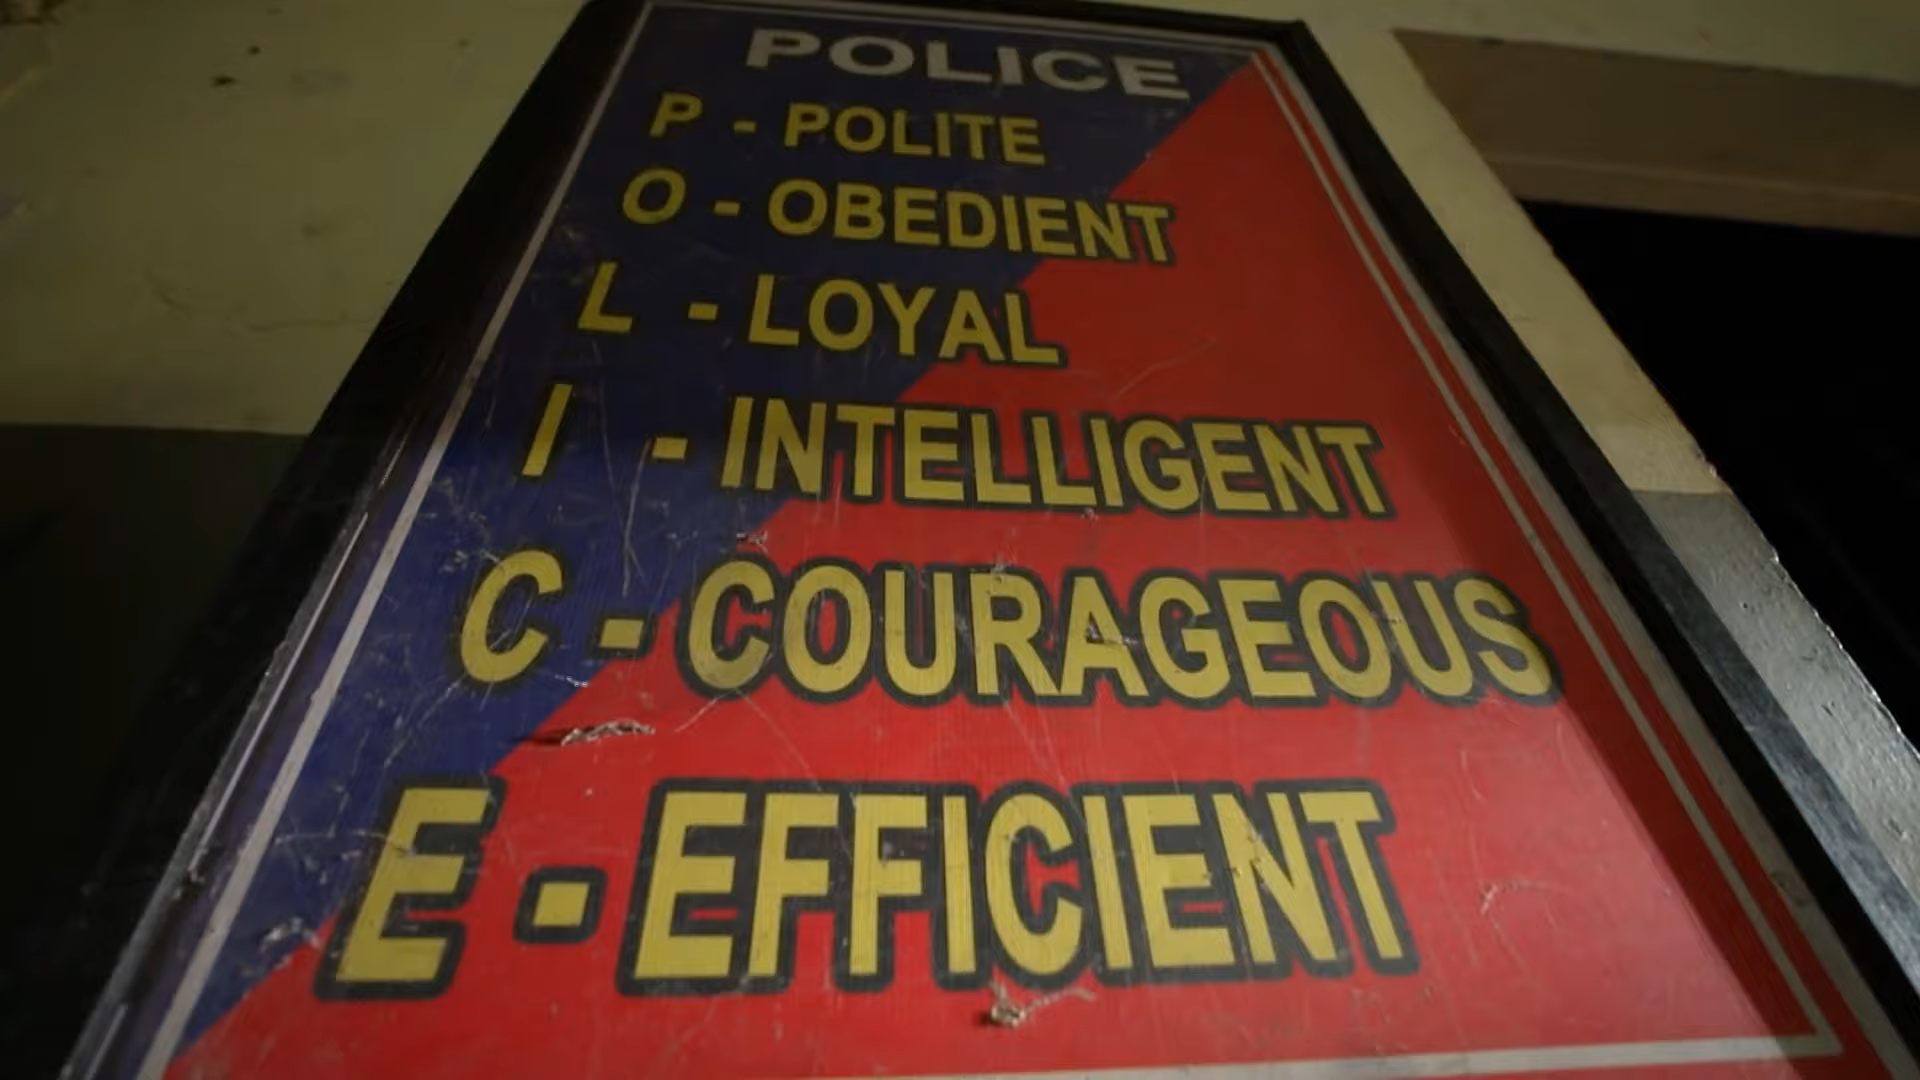 POLICE
P - POLITE
O - OBEDIENT
L - LOYAL
I - INTELLIGENT
C - COURAGEOUS
E - EFFICIENT